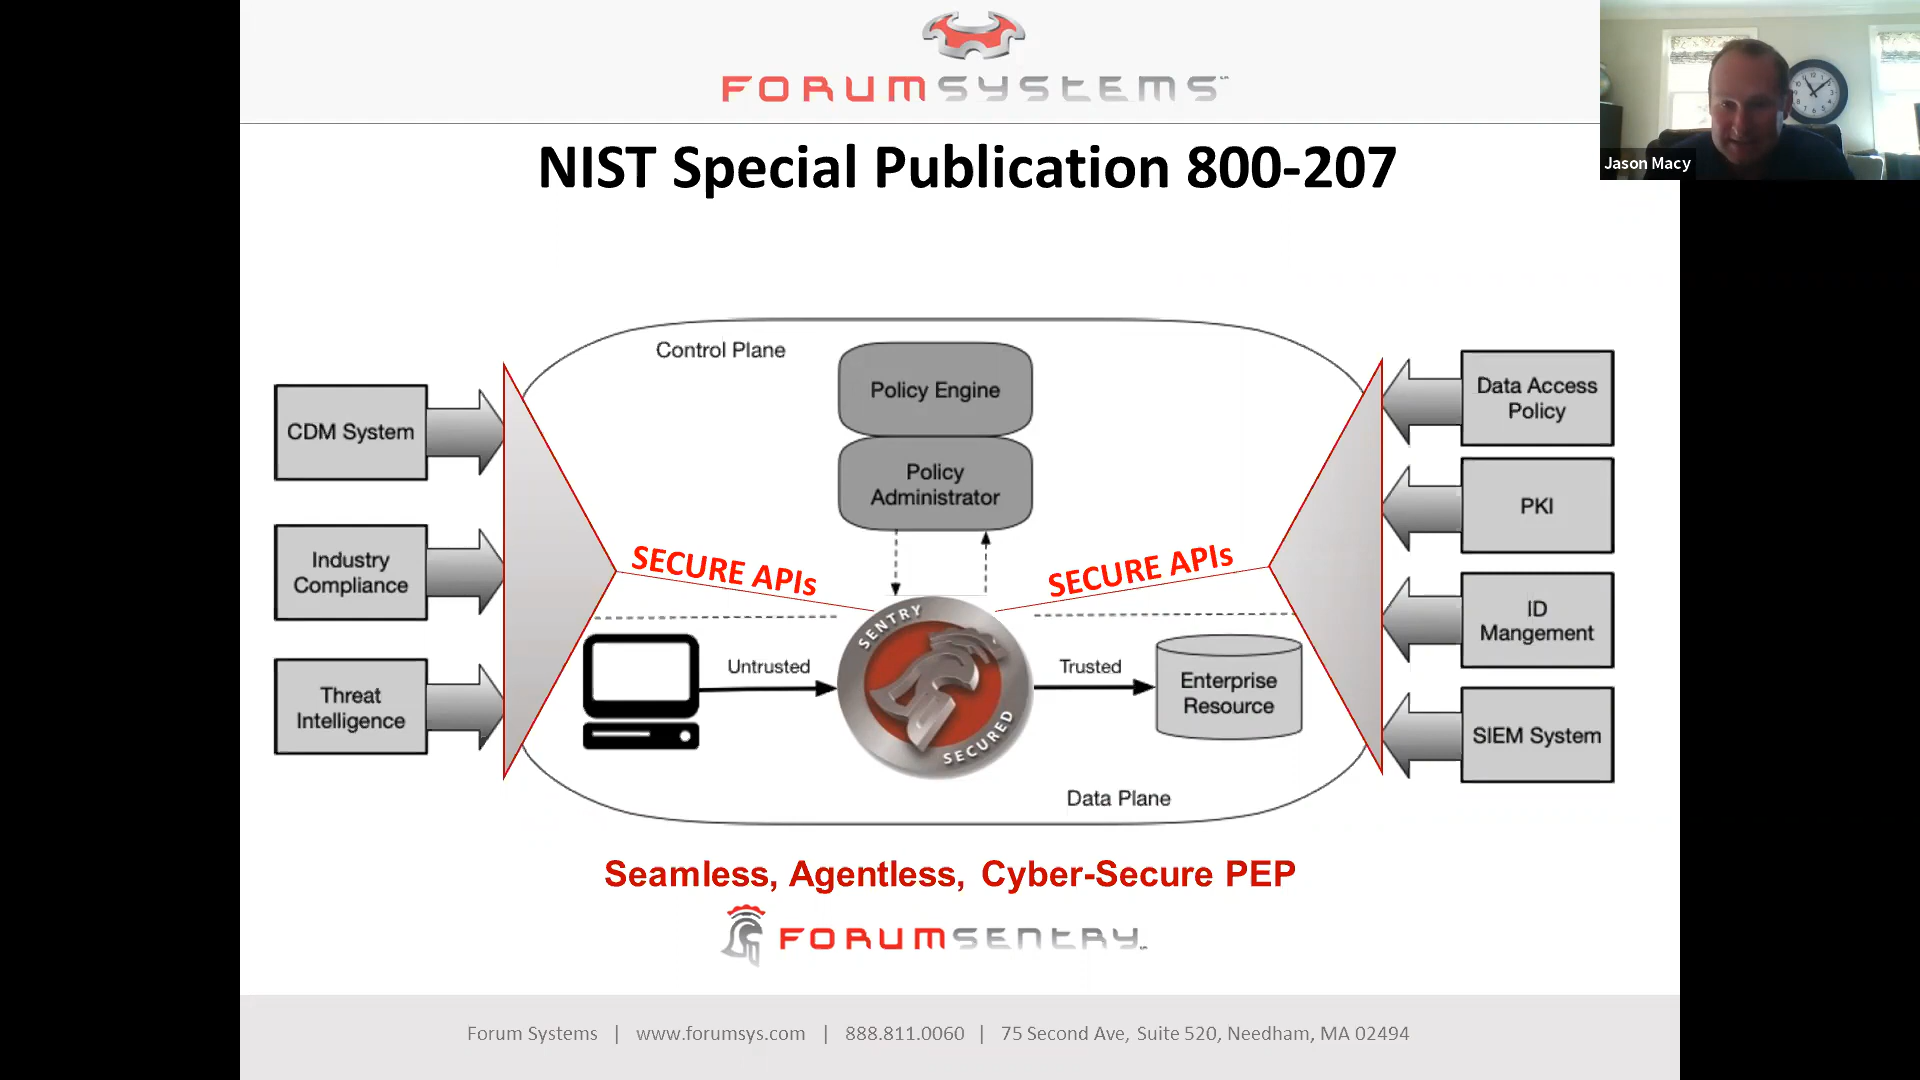 FORUMSYSTEMS
NIST Special Publication 800-207
Jason Macy
Control Plane
Policy Engine
Policy
Administrator
CDM System
Industry
Compliance
Threat
Intelligence
SECURE APIs
SECURE APIs
Data Access
Policy
PKI
ID
Mangement
SIEM System
Untrusted
SENTRY
SECURED
Trusted
Enterprise
Resource
Data Plane
Seamless, Agentless, Cyber-Secure PEP
FORUMSENTRY
Forum Systems | www.forumsys.com | 888.811.0060 | 75 Second Ave, Suite 520, Needham, MA 02494